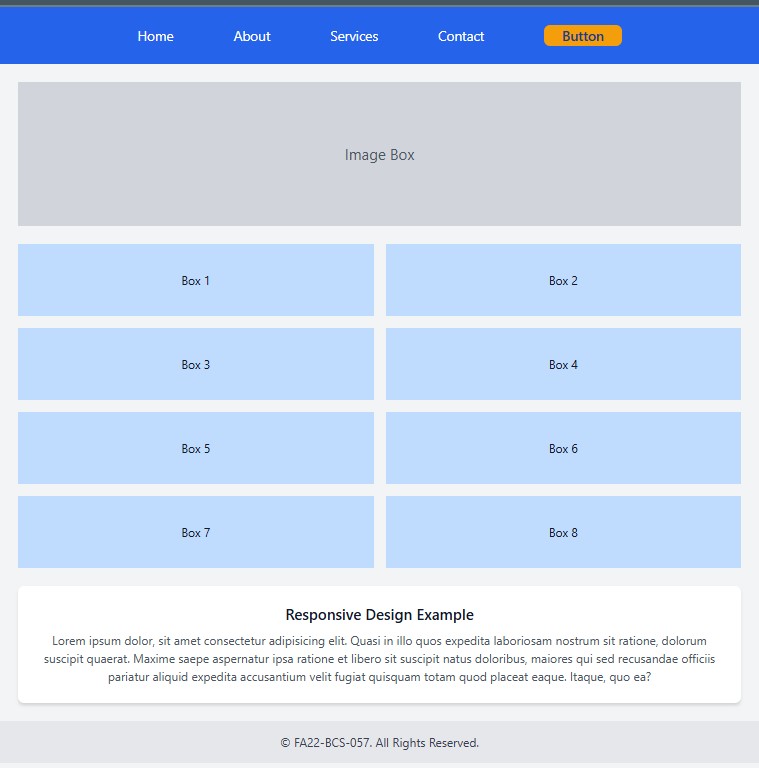 Home About Services Contact Button
Image Box
Box 1 Box 2
Box 3 Box 4
Box 5 Box 6
Box 7 Box 8
Responsive Design Example
Lorem ipsum dolor, sit amet consectetur adipisicing elit. Quasi in illo quos expedita laboriosam nostrum sit ratione, dolorum
suscipit quaerat. Maxime saepe aspernatur ipsa ratione et libero sit suscipit natus doloribus, maiores qui sed recusandae officiis
pariatur aliquid expedita accusantium velit fugiat quisquam totam quod placeat eaque. Itaque, quo ea?
© FA22-BCS-057. All Rights Reserved.